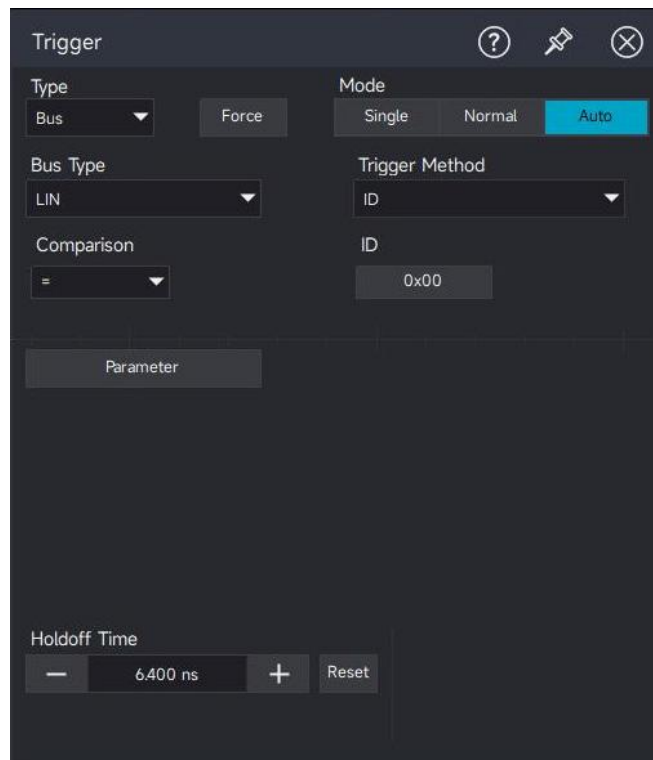 Trigger
Type
Mode
Bus
Force
Single
Normal
Auto
Bus Type
Trigger Method
LIN
ID
Comparison
ID
=
0x00
Parameter
Holdoff Time
6.400 ns
Reset